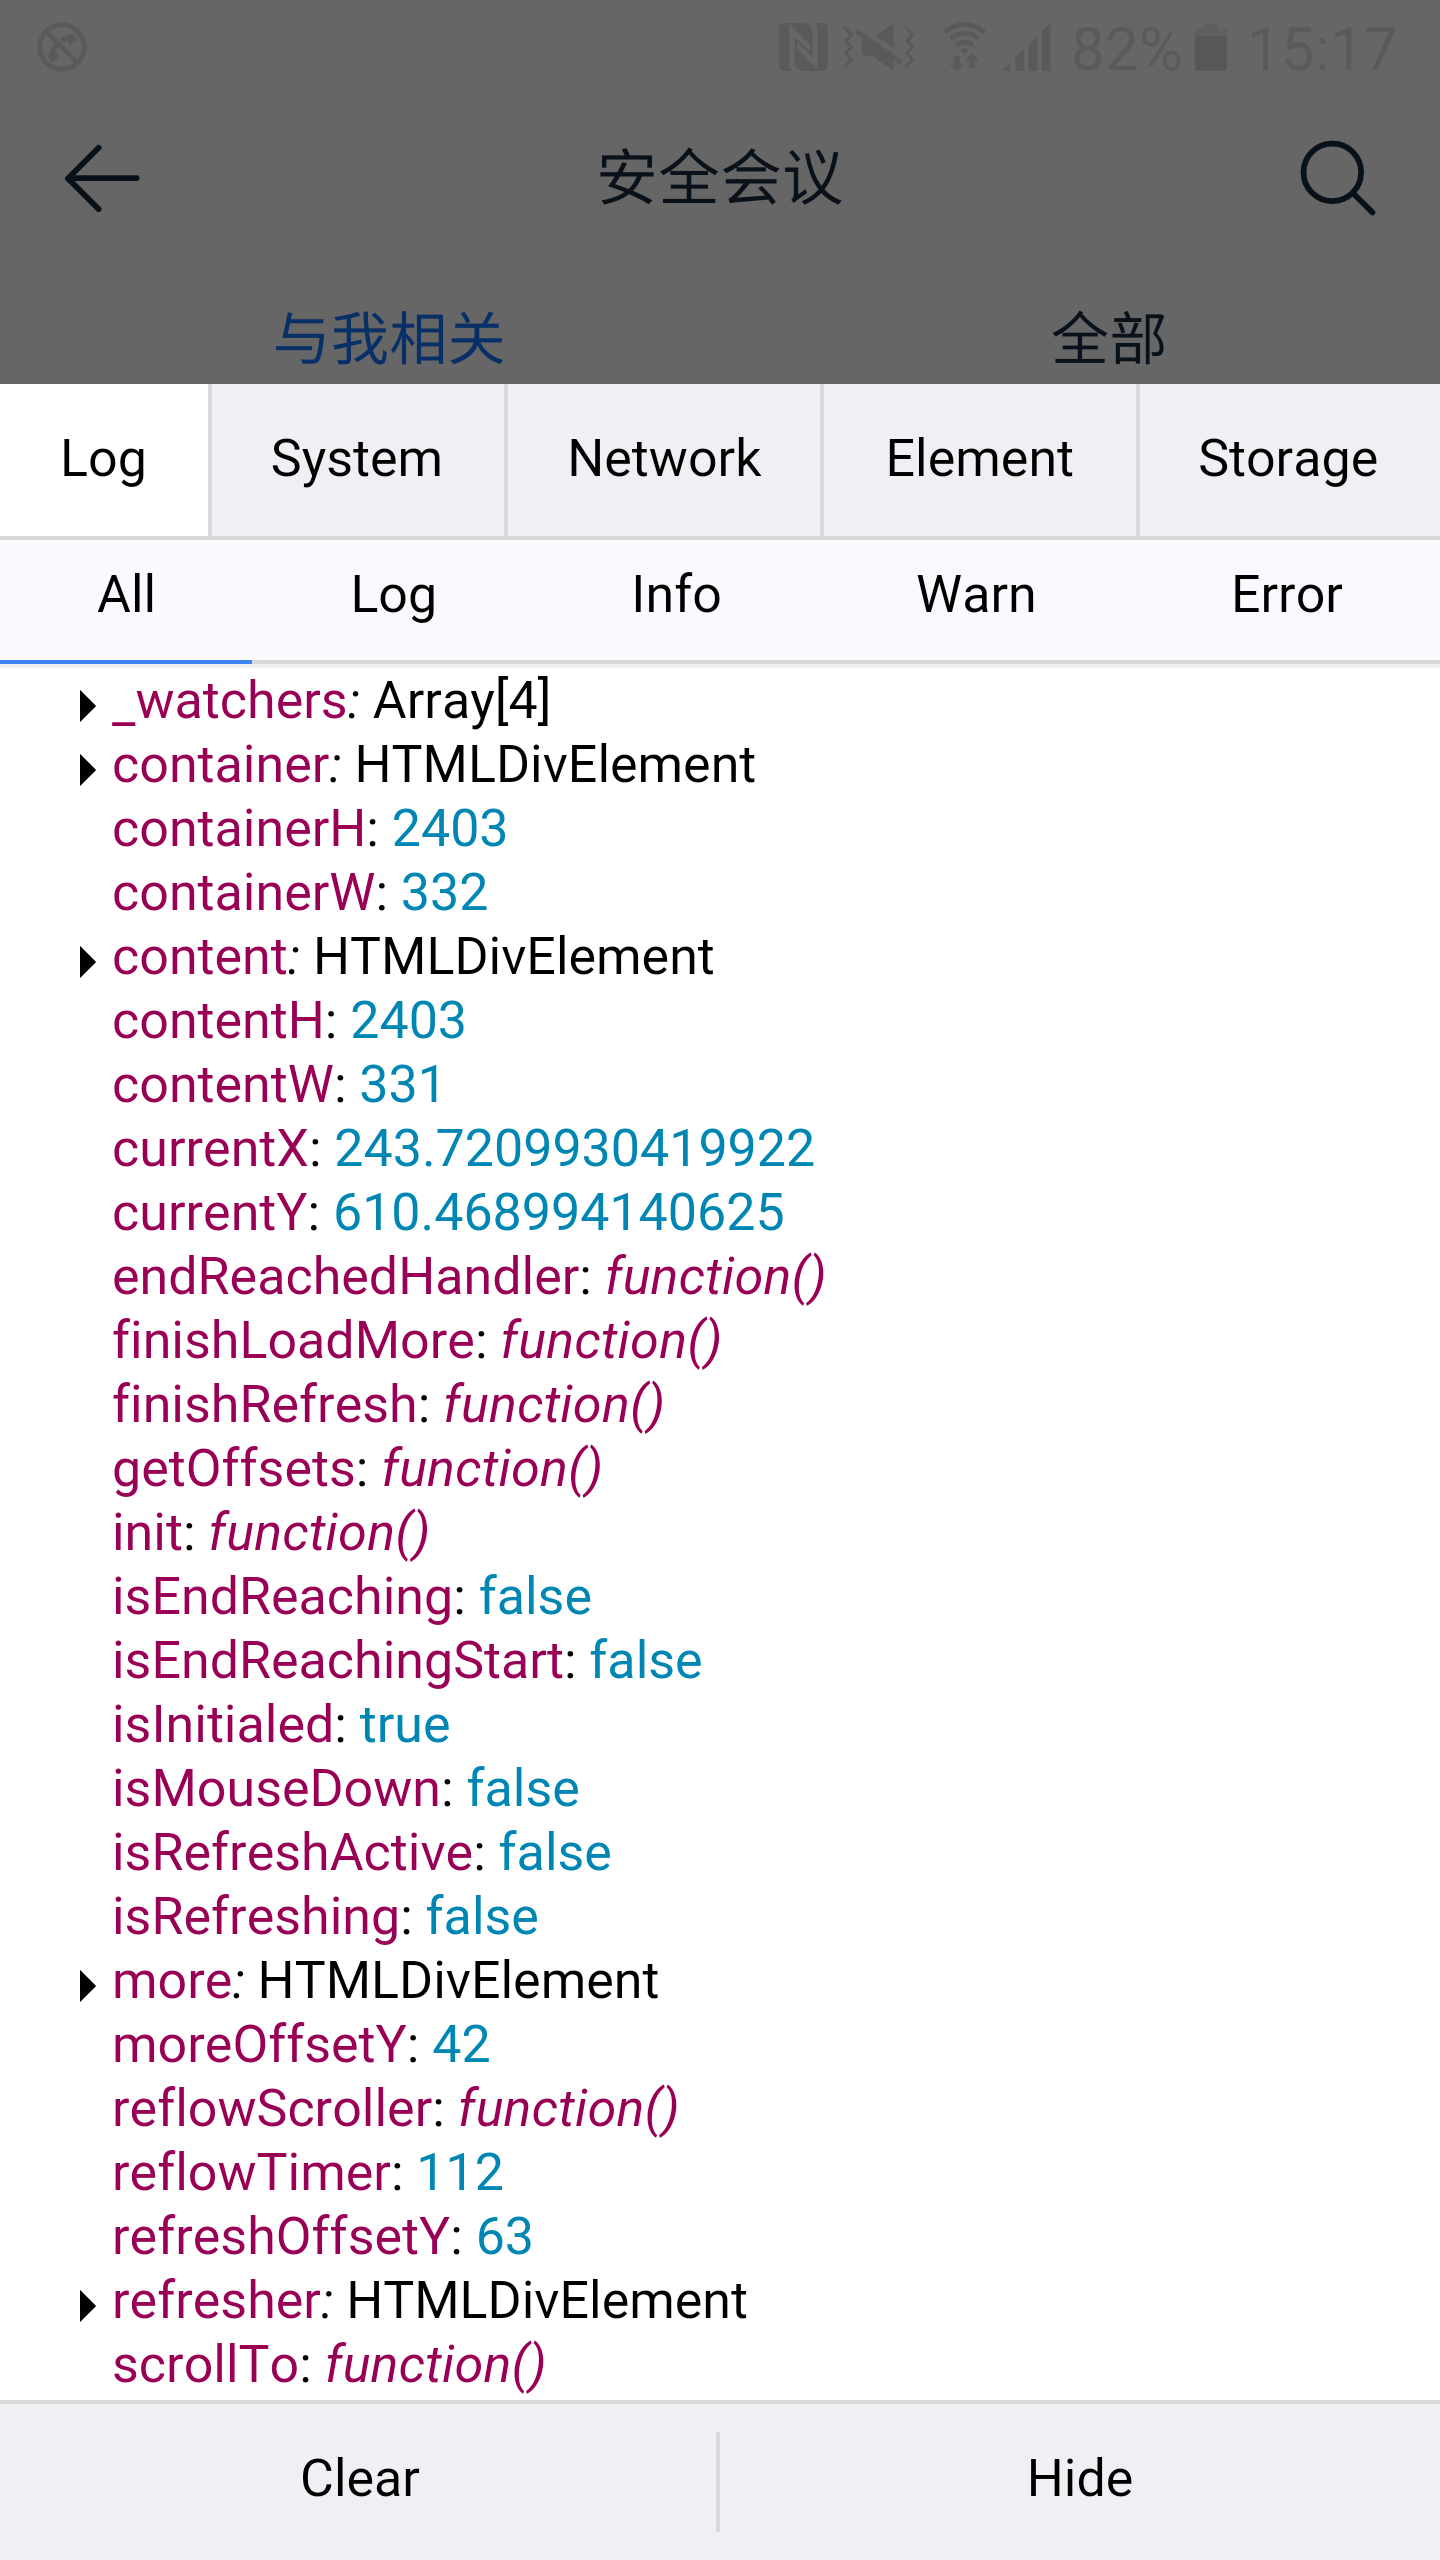 82% 15:17
安全会议
与我相关 全部
Log System Network Element Storage
All Log Info Warn Error
_watchers: Array[4]
container: HTMLDivElement
containerH: 2403
containerW: 332
content: HTMLDivElement
contentH: 2403
contentW: 331
currentX: 243.7209930419922
currentY: 610.468994140625
endReachedHandler: function()
finishLoadMore: function()
finishRefresh: function()
getOffsets: function()
init: function()
isEndReaching: false
isEndReachingStart: false
isInitialed: true
isMouseDown: false
isRefreshActive: false
isRefreshing: false
more: HTMLDivElement
moreOffsetY: 42
reflowScroller: function()
reflowTimer: 112
refreshOffsetY: 63
refresher: HTMLDivElement
scrollTo: function()
Clear Hide